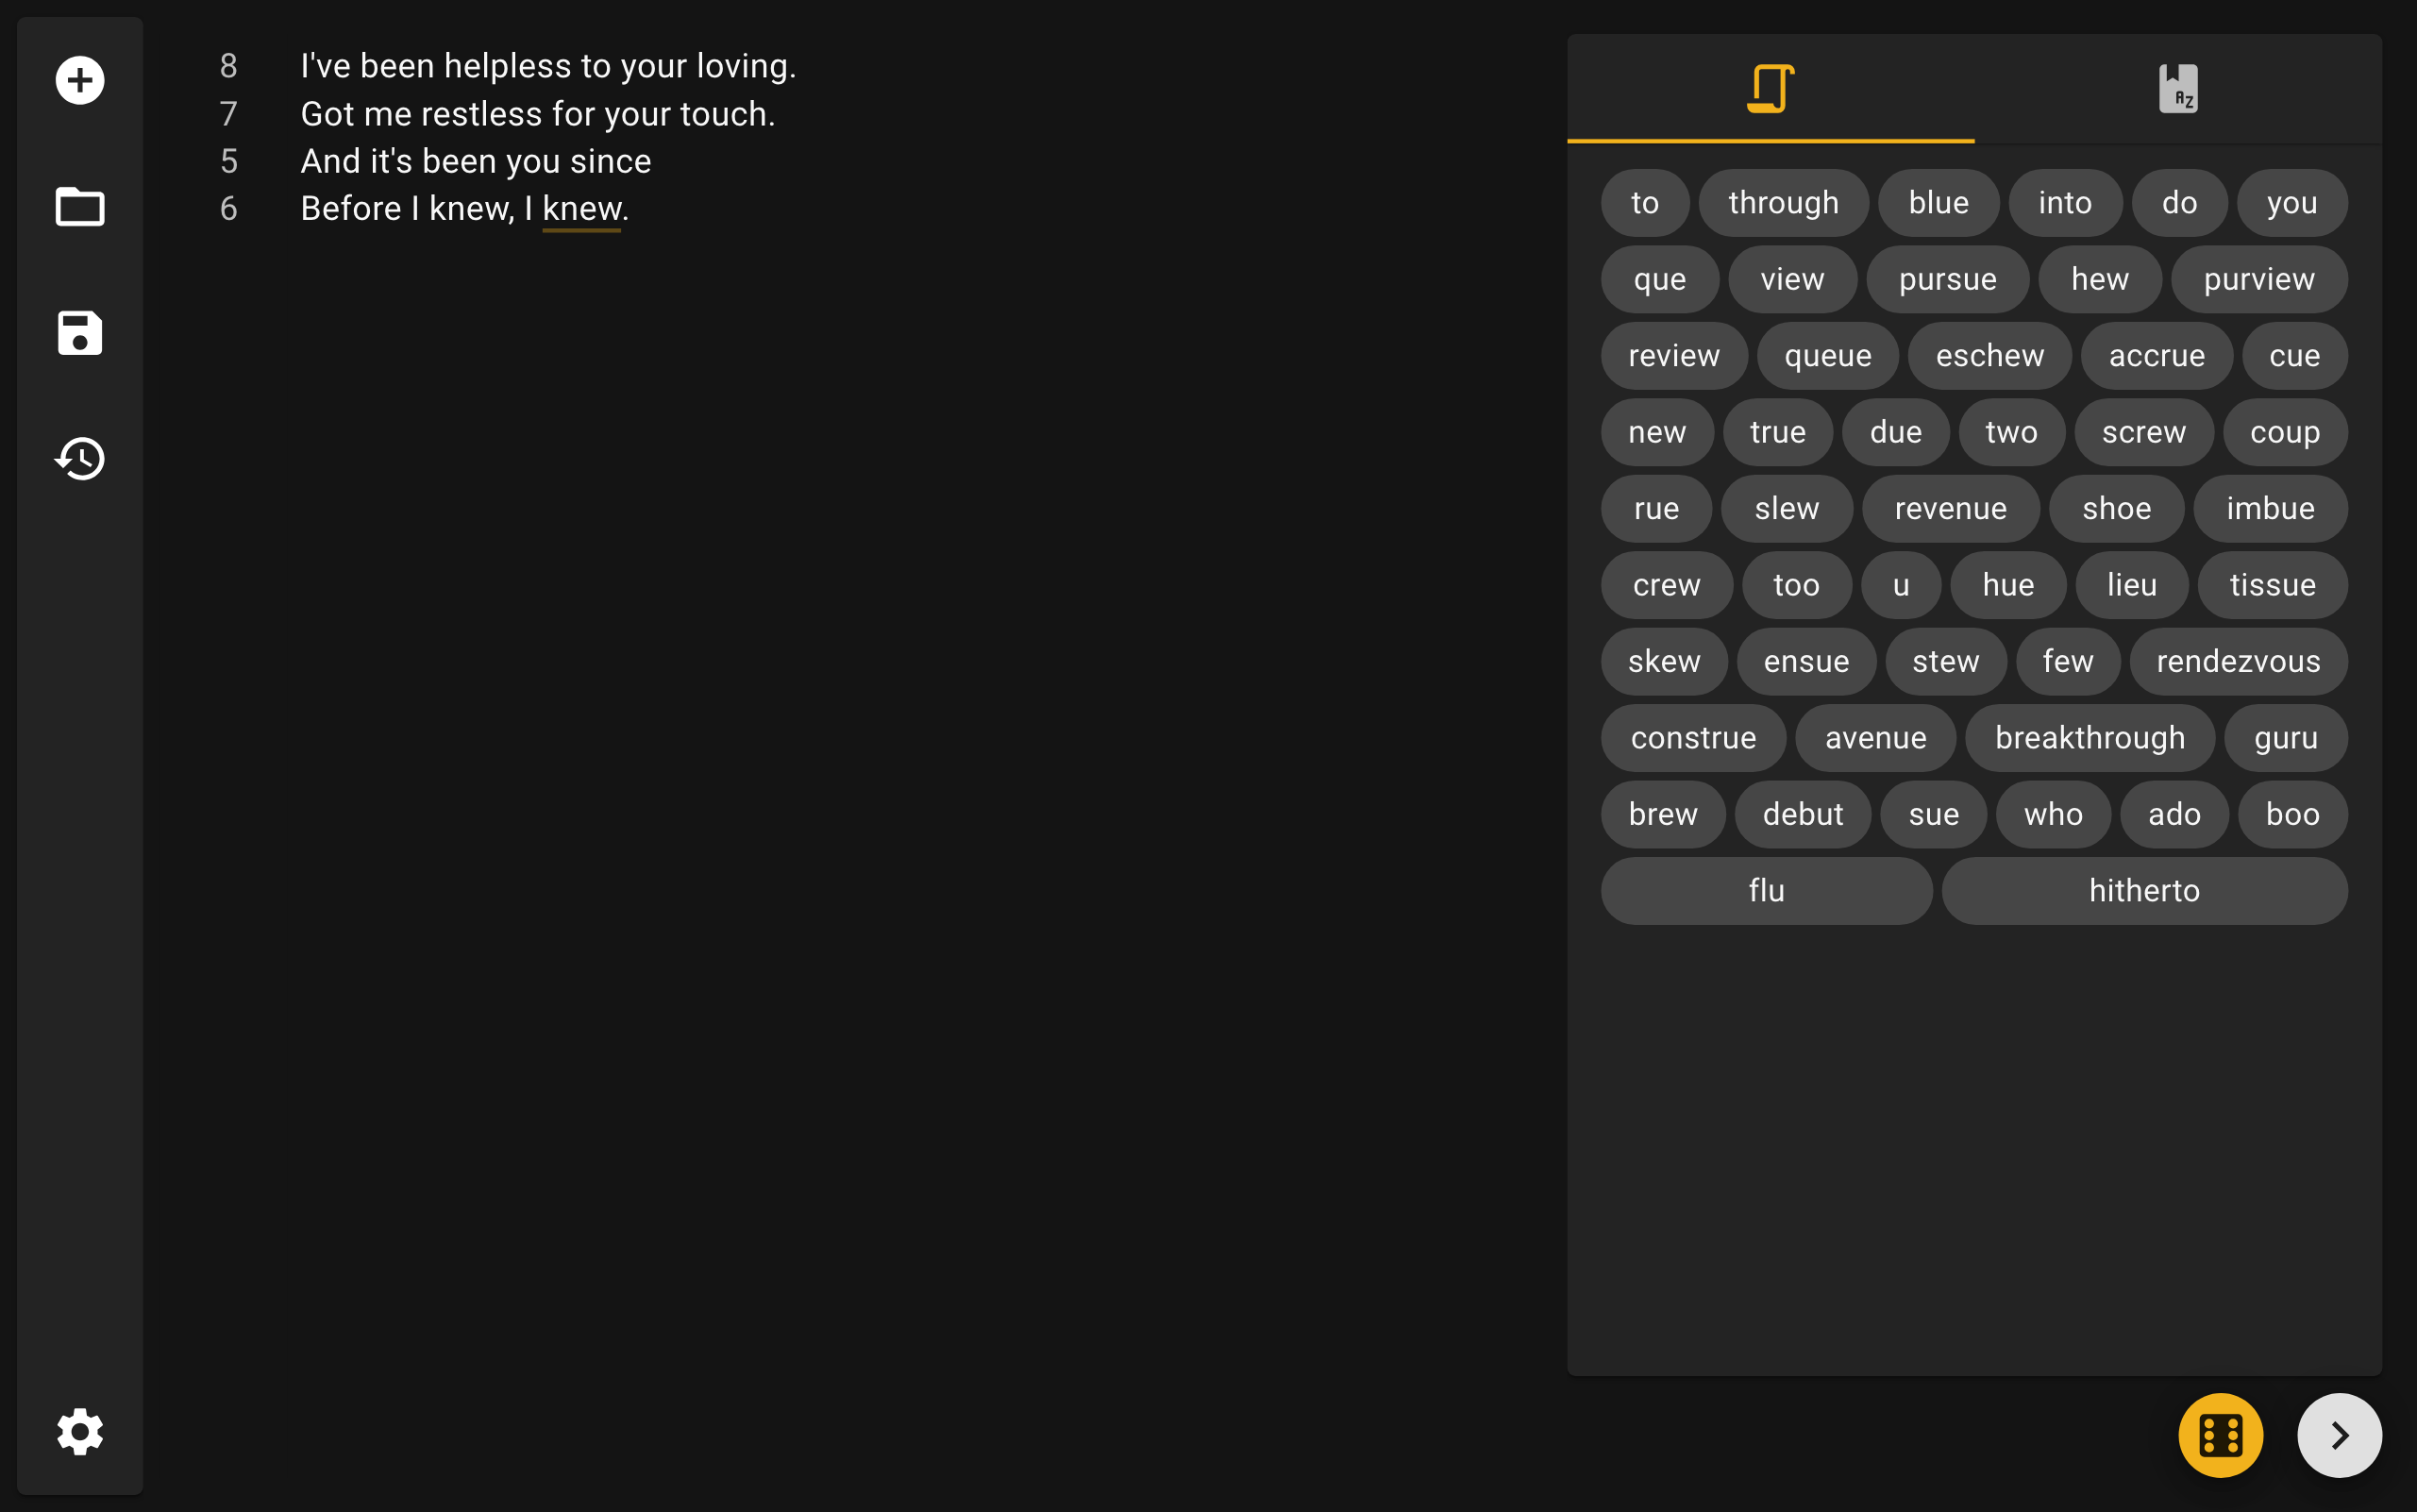 8 I've been helpless to your loving.
7 Got me restless for your touch.
5 And it's been you since
6 Before I knew, I knew.
A Z
to through blue into do you
que view pursue hew purview
review queue eschew accrue cue
new true due two screw coup
rue slew revenue shoe imbue
crew too u hue lieu tissue
skew ensue stew few rendezvous
construe avenue breakthrough guru
brew debut sue who ado boo
flu hitherto